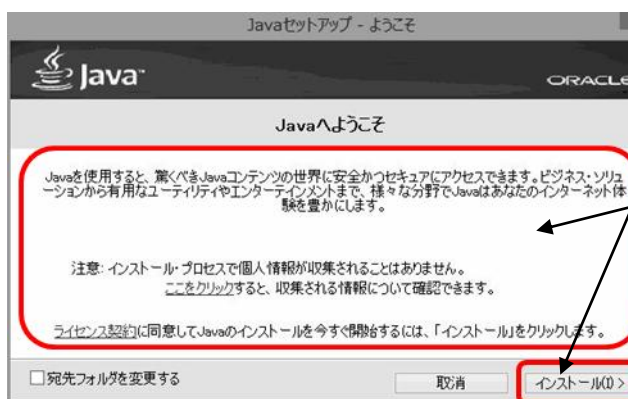 Javaセットアップ - ようこそ
Java
ORACLE
Javaへようこそ
Javaを使用すると、驚くべきJavaコンテンツの世界に安全かつセキュアにアクセスできます。ビジネス・ソリュ
ーションから有用なユーティリティやエンターテインメントまで、様々な分野でJavaはあなたのインターネット体
験を豊かにします。
注意: インストール・プロセスで個人情報が収集されることはありません。
ここをクリックすると、収集される情報について確認できます。
ライセンス契約に同意してJavaのインストールを今すぐ開始するには、「インストール」をクリックします。
宛先フォルダを変更する
取消
インストール(I) >